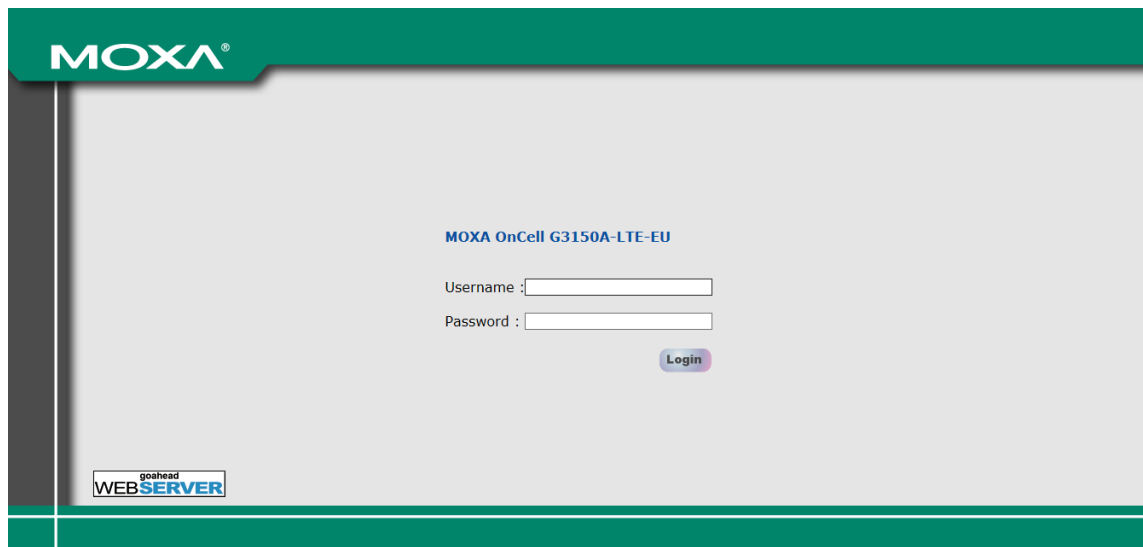 MOXA®
MOXA OnCell G3150A-LTE-EU
Username :
Password :
Login
goahead
WEBSERVER